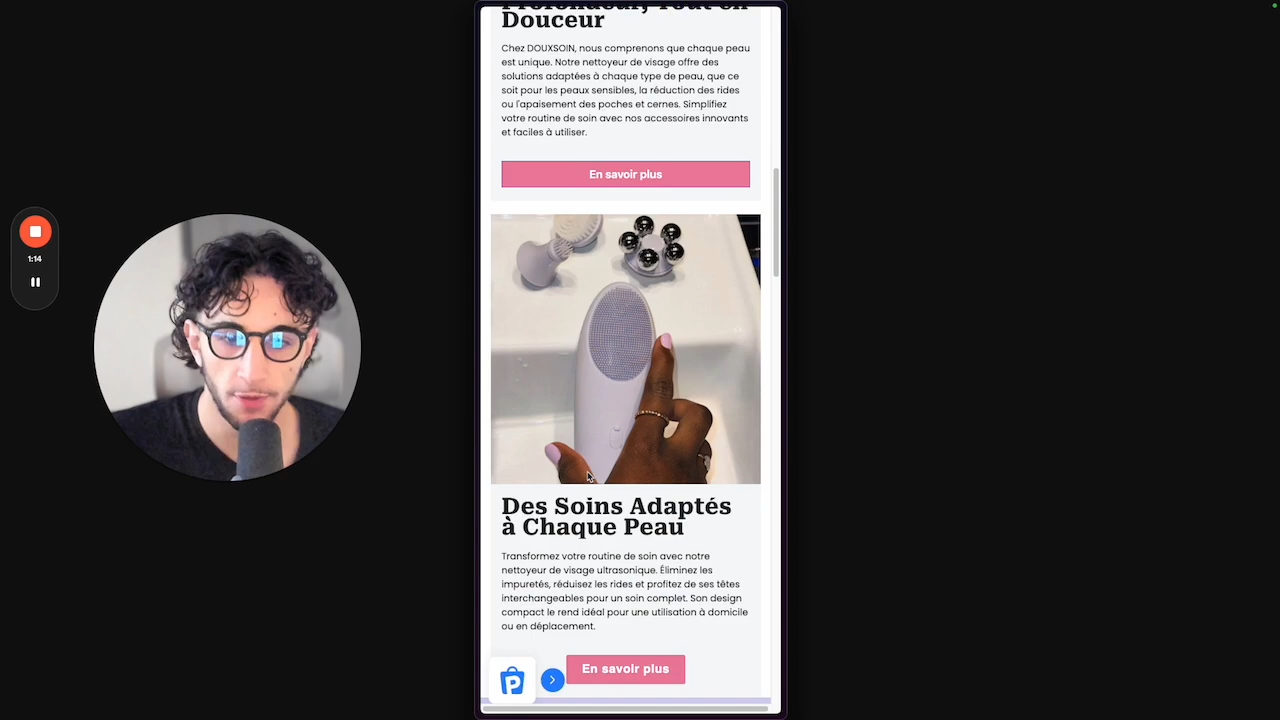 Profondeur, Tout en
Douceur
Chez DOUXSOIN, nous comprenons que chaque peau
est unique. Notre nettoyeur de visage offre des
solutions adaptées à chaque type de peau, que ce
soit pour les peaux sensibles, la réduction des rides
ou l'apaisement des poches et cernes. Simplifiez
votre routine de soin avec nos accessoires innovants
et faciles à utiliser.
En savoir plus
1:14
Des Soins Adaptés
à Chaque Peau
Transformez votre routine de soin avec notre
nettoyeur de visage ultrasonique. Éliminez les
impuretés, réduisez les rides et profitez de ses têtes
interchangeables pour un soin complet. Son design
compact le rend idéal pour une utilisation à domicile
ou en déplacement.
En savoir plus